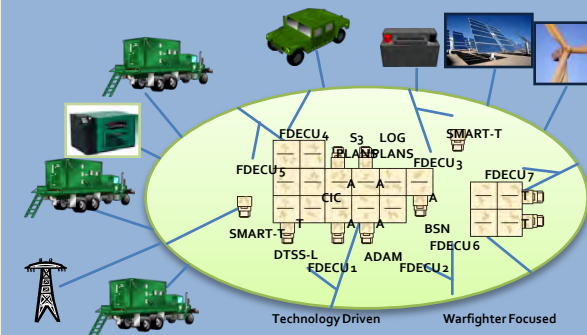 FDECU4
S3
PLANS
LOG
PLANS
SMART-T
FDECU3
FDECU5
FDECU7
A A
CIC
A
T
T
T
A A
SMART-T
BSN
DTSS-L
ADAM
FDECU6
FDECU1
FDECU2
Technology Driven
Warfighter Focused